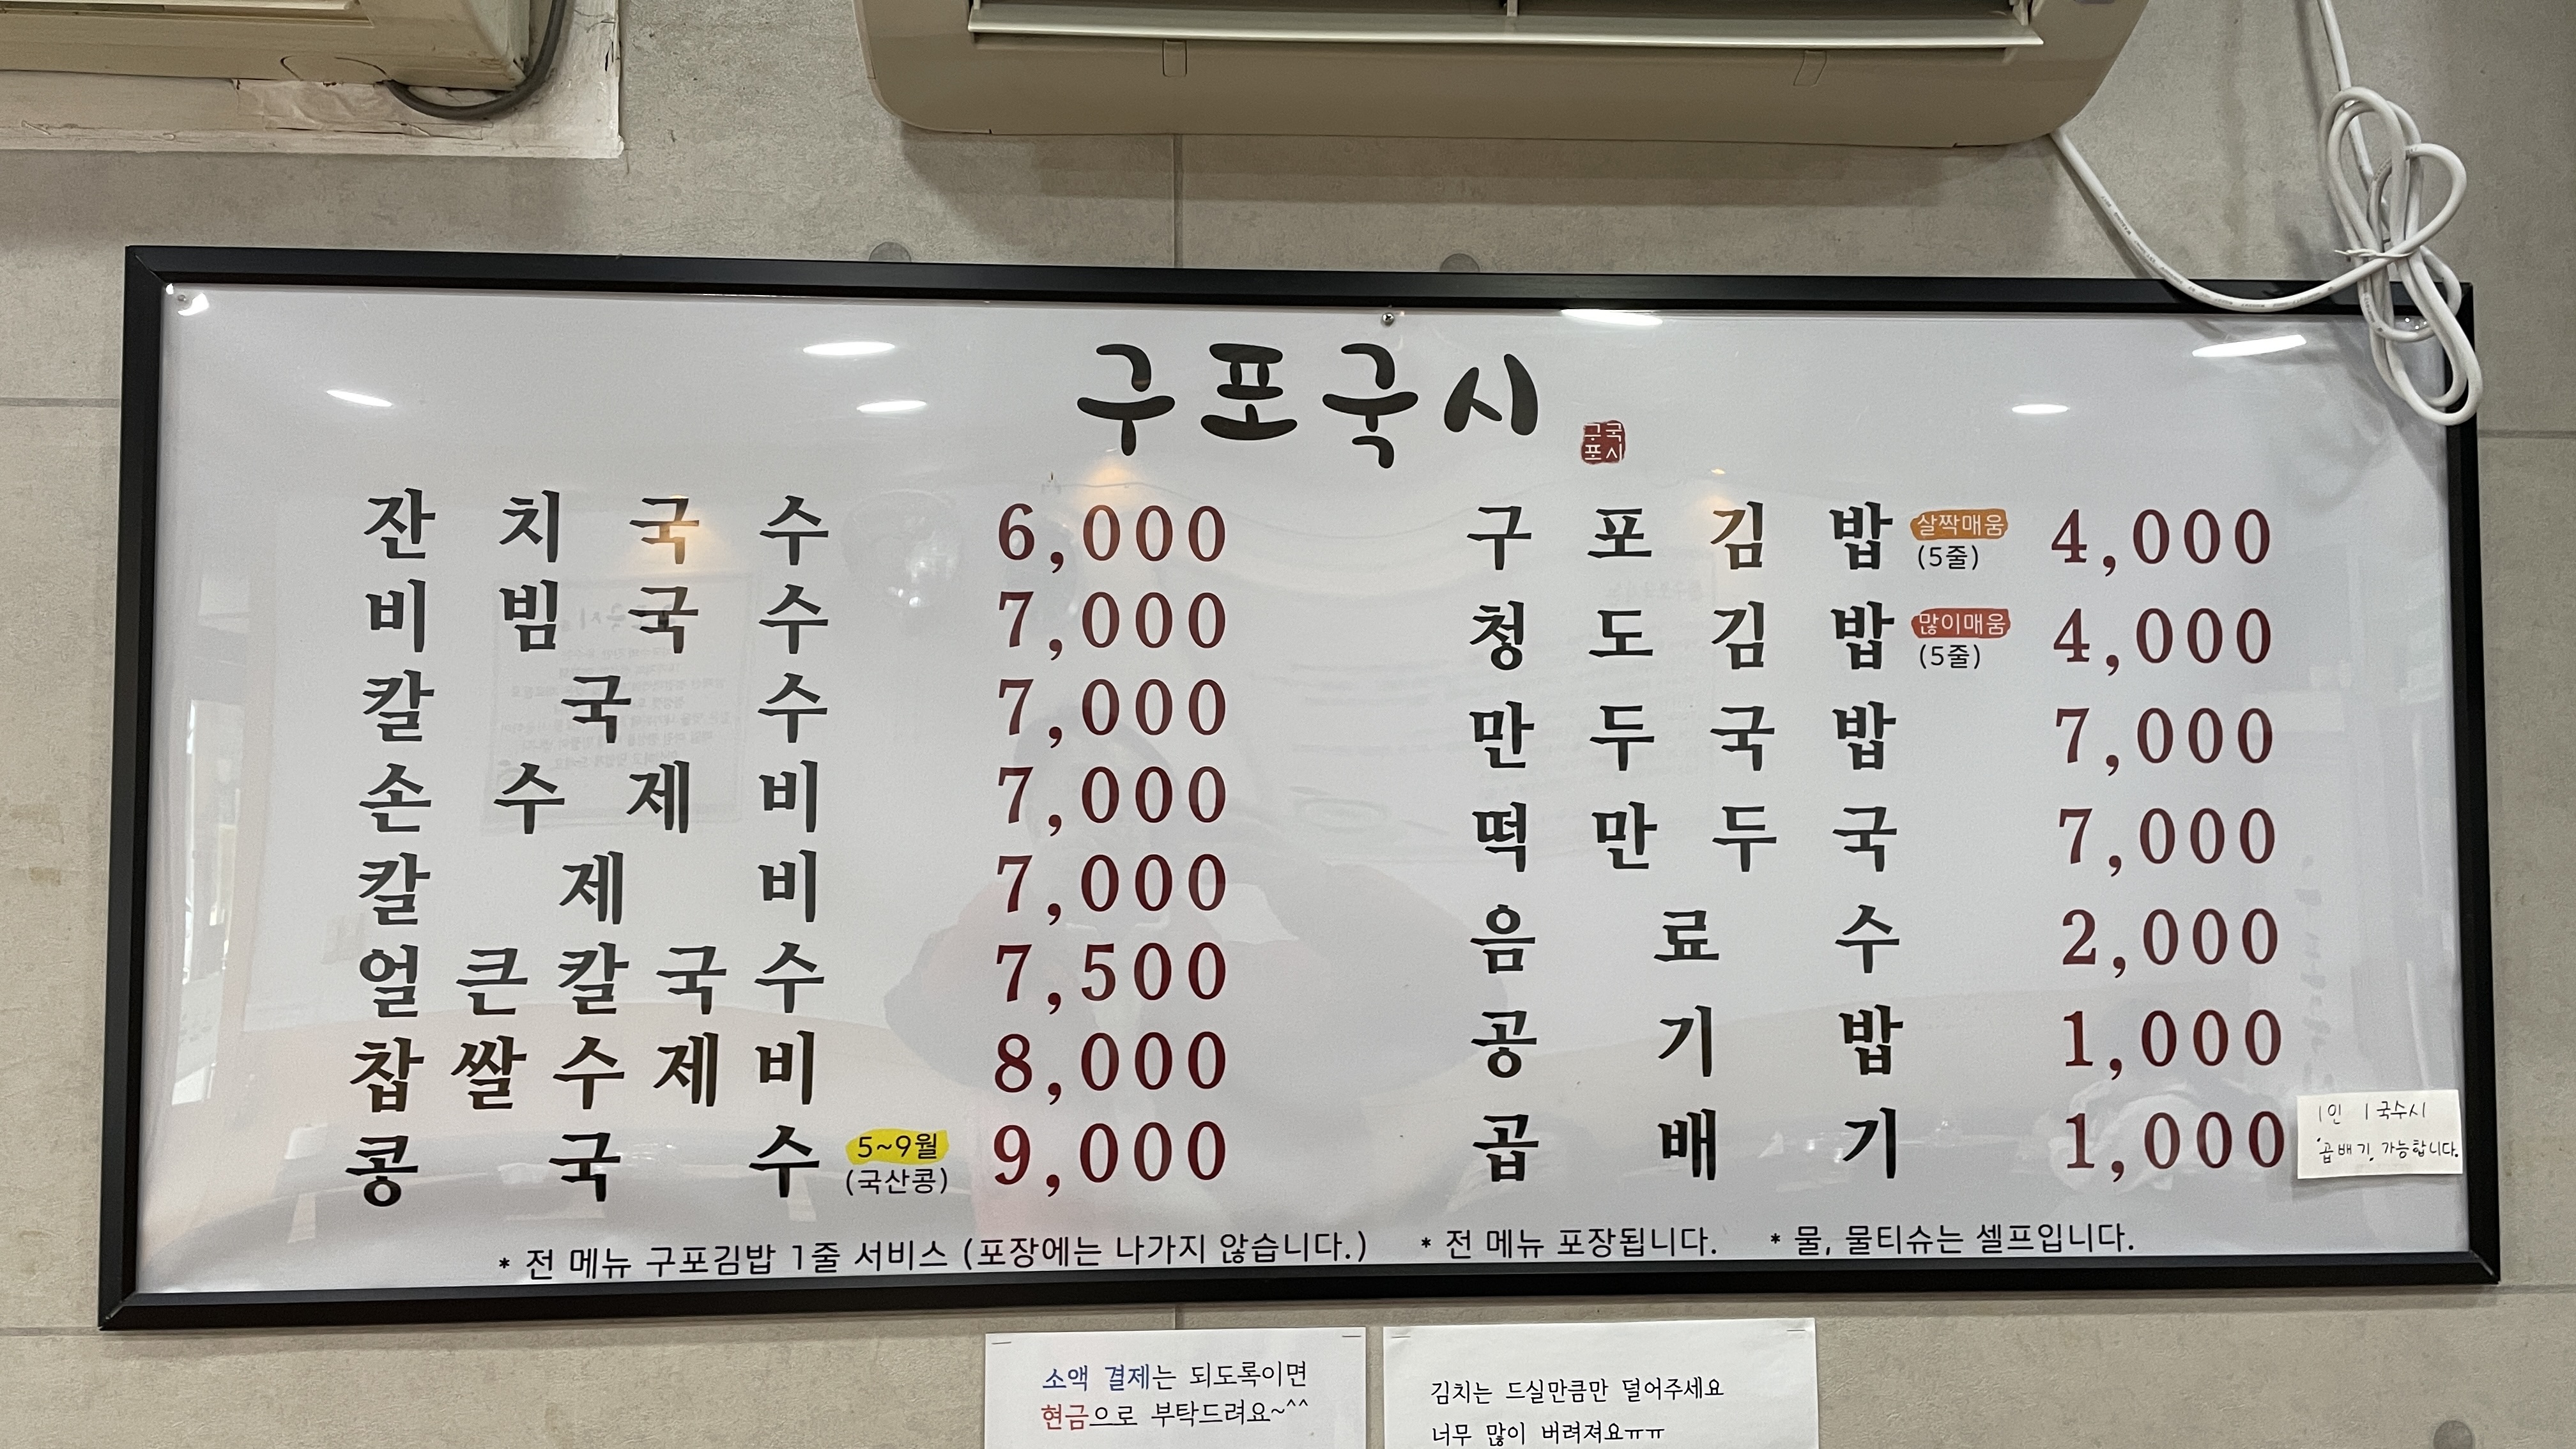 구포국시
구국
포시
잔치국수 6,000
비빔국수 7,000
칼국수 7,000
손수제비 7,000
칼제비 7,000
얼큰칼국수 7,500
찹쌀수제비 8,000
콩국수 5~9월 (국산콩) 9,000
구포김밥 살짝매움 (5줄) 4,000
청도김밥 많이매움 (5줄) 4,000
만두국밥 7,000
떡만두국 7,000
음료수 2,000
공기밥 1,000
곱배기 1,000
1인 1국수시
곱배기 가능합니다.
* 전 메뉴 구포김밥 1줄 서비스 (포장에는 나가지 않습니다.) * 전 메뉴 포장됩니다. * 물, 물티슈는 셀프입니다.
소액 결제는 되도록이면
현금으로 부탁드려요~^^
김치는 드실만큼만 덜어주세요
너무 많이 버려져요ㅠㅠ